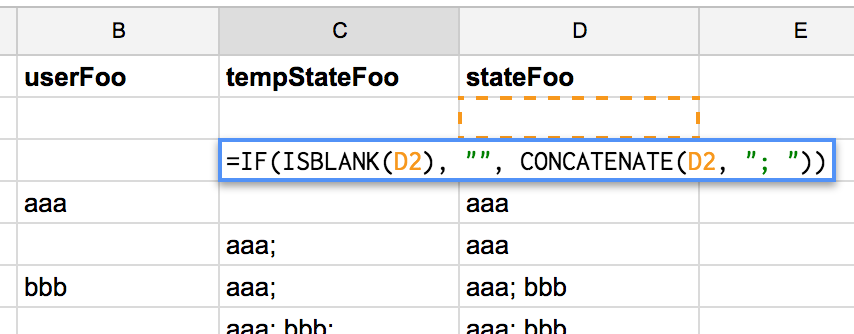 B C D E
userFoo tempStateFoo stateFoo
=IF(ISBLANK(D2), "", CONCATENATE(D2, "; "))
aaa aaa
aaa; aaa
bbb aaa; aaa; bbb
aaa; bbb; aaa; bbb